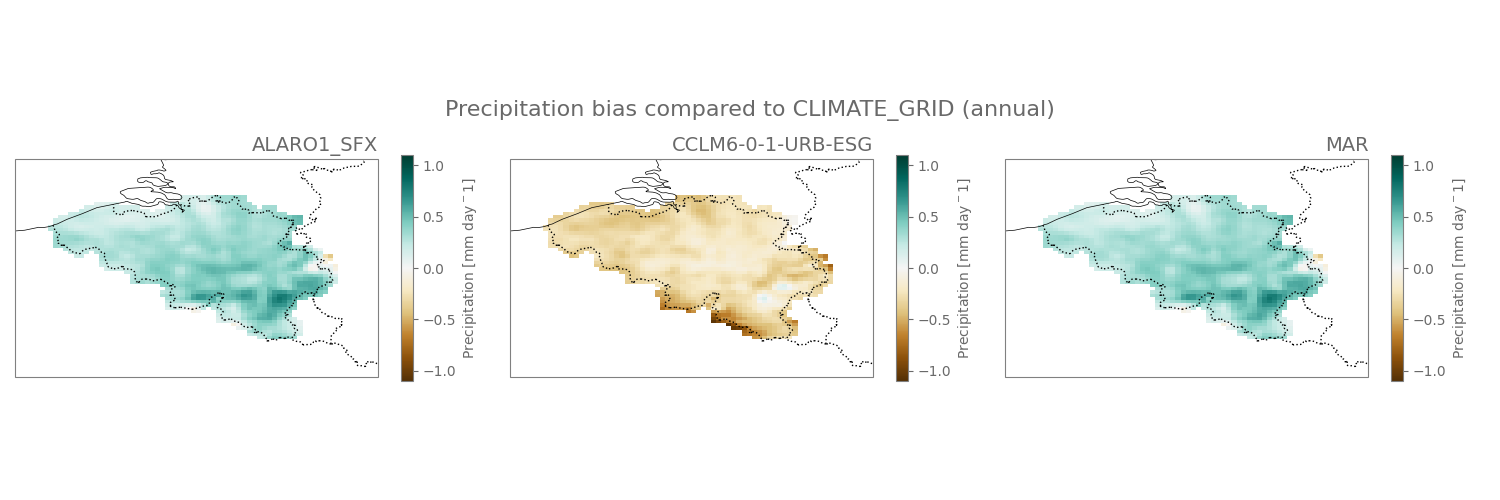 Precipitation bias compared to CLIMATE_GRID (annual)
ALARO1_SFX
1.0
0.5
0.0
−0.5
−1.0
Precipitation [mm day⁻1]
CCLM6-0-1-URB-ESG
1.0
0.5
0.0
−0.5
−1.0
Precipitation [mm day⁻1]
MAR
1.0
0.5
0.0
−0.5
−1.0
Precipitation [mm day⁻1]